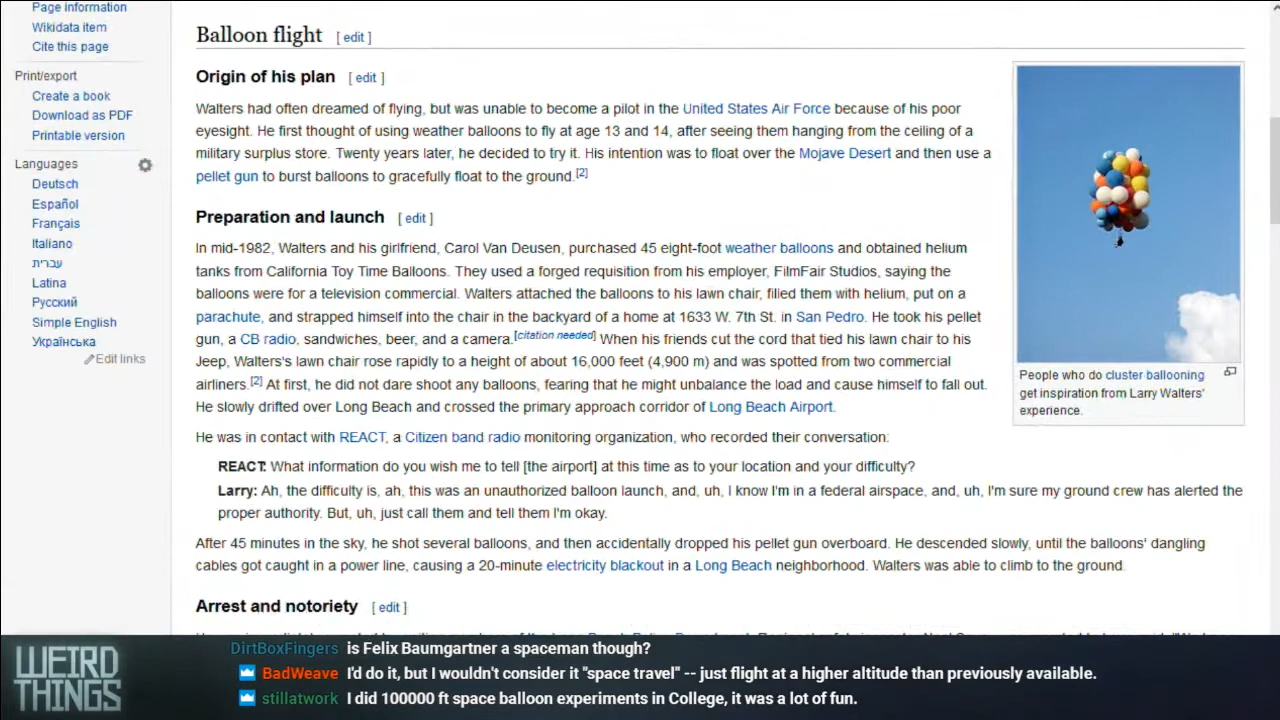 Page information
Wikidata item
Cite this page
Print/export
Create a book
Download as PDF
Printable version
Languages
Deutsch
Español
Français
Italiano
עברית
Latina
Русский
Simple English
Українська
Edit links
Balloon flight [ edit ]
Origin of his plan [ edit ]
Walters had often dreamed of flying, but was unable to become a pilot in the United States Air Force because of his poor
eyesight. He first thought of using weather balloons to fly at age 13 and 14, after seeing them hanging from the ceiling of a
military surplus store. Twenty years later, he decided to try it. His intention was to float over the Mojave Desert and then use a
pellet gun to burst balloons to gracefully float to the ground.[2]
Preparation and launch [ edit ]
In mid-1982, Walters and his girlfriend, Carol Van Deusen, purchased 45 eight-foot weather balloons and obtained helium
tanks from California Toy Time Balloons. They used a forged requisition from his employer, FilmFair Studios, saying the
balloons were for a television commercial. Walters attached the balloons to his lawn chair, filled them with helium, put on a
parachute, and strapped himself into the chair in the backyard of a home at 1633 W. 7th St. in San Pedro. He took his pellet
gun, a CB radio, sandwiches, beer, and a camera.[citation needed] When his friends cut the cord that tied his lawn chair to his
Jeep, Walters's lawn chair rose rapidly to a height of about 16,000 feet (4,900 m) and was spotted from two commercial
airliners.[2] At first, he did not dare shoot any balloons, fearing that he might unbalance the load and cause himself to fall out.
He slowly drifted over Long Beach and crossed the primary approach corridor of Long Beach Airport.
People who do cluster ballooning
get inspiration from Larry Walters'
experience.
He was in contact with REACT, a Citizen band radio monitoring organization, who recorded their conversation:
REACT: What information do you wish me to tell [the airport] at this time as to your location and your difficulty?
Larry: Ah, the difficulty is, ah, this was an unauthorized balloon launch, and, uh, I know I'm in a federal airspace, and, uh, I'm sure my ground crew has alerted the
proper authority. But, uh, just call them and tell them I'm okay.
After 45 minutes in the sky, he shot several balloons, and then accidentally dropped his pellet gun overboard. He descended slowly, until the balloons' dangling
cables got caught in a power line, causing a 20-minute electricity blackout in a Long Beach neighborhood. Walters was able to climb to the ground.
Arrest and notoriety [ edit ]
WEIRD
THINGS
DirtBoxFingers is Felix Baumgartner a spaceman though?
BadWeave I'd do it, but I wouldn't consider it "space travel" -- just flight at a higher altitude than previously available.
stillatwork I did 100000 ft space balloon experiments in College, it was a lot of fun.